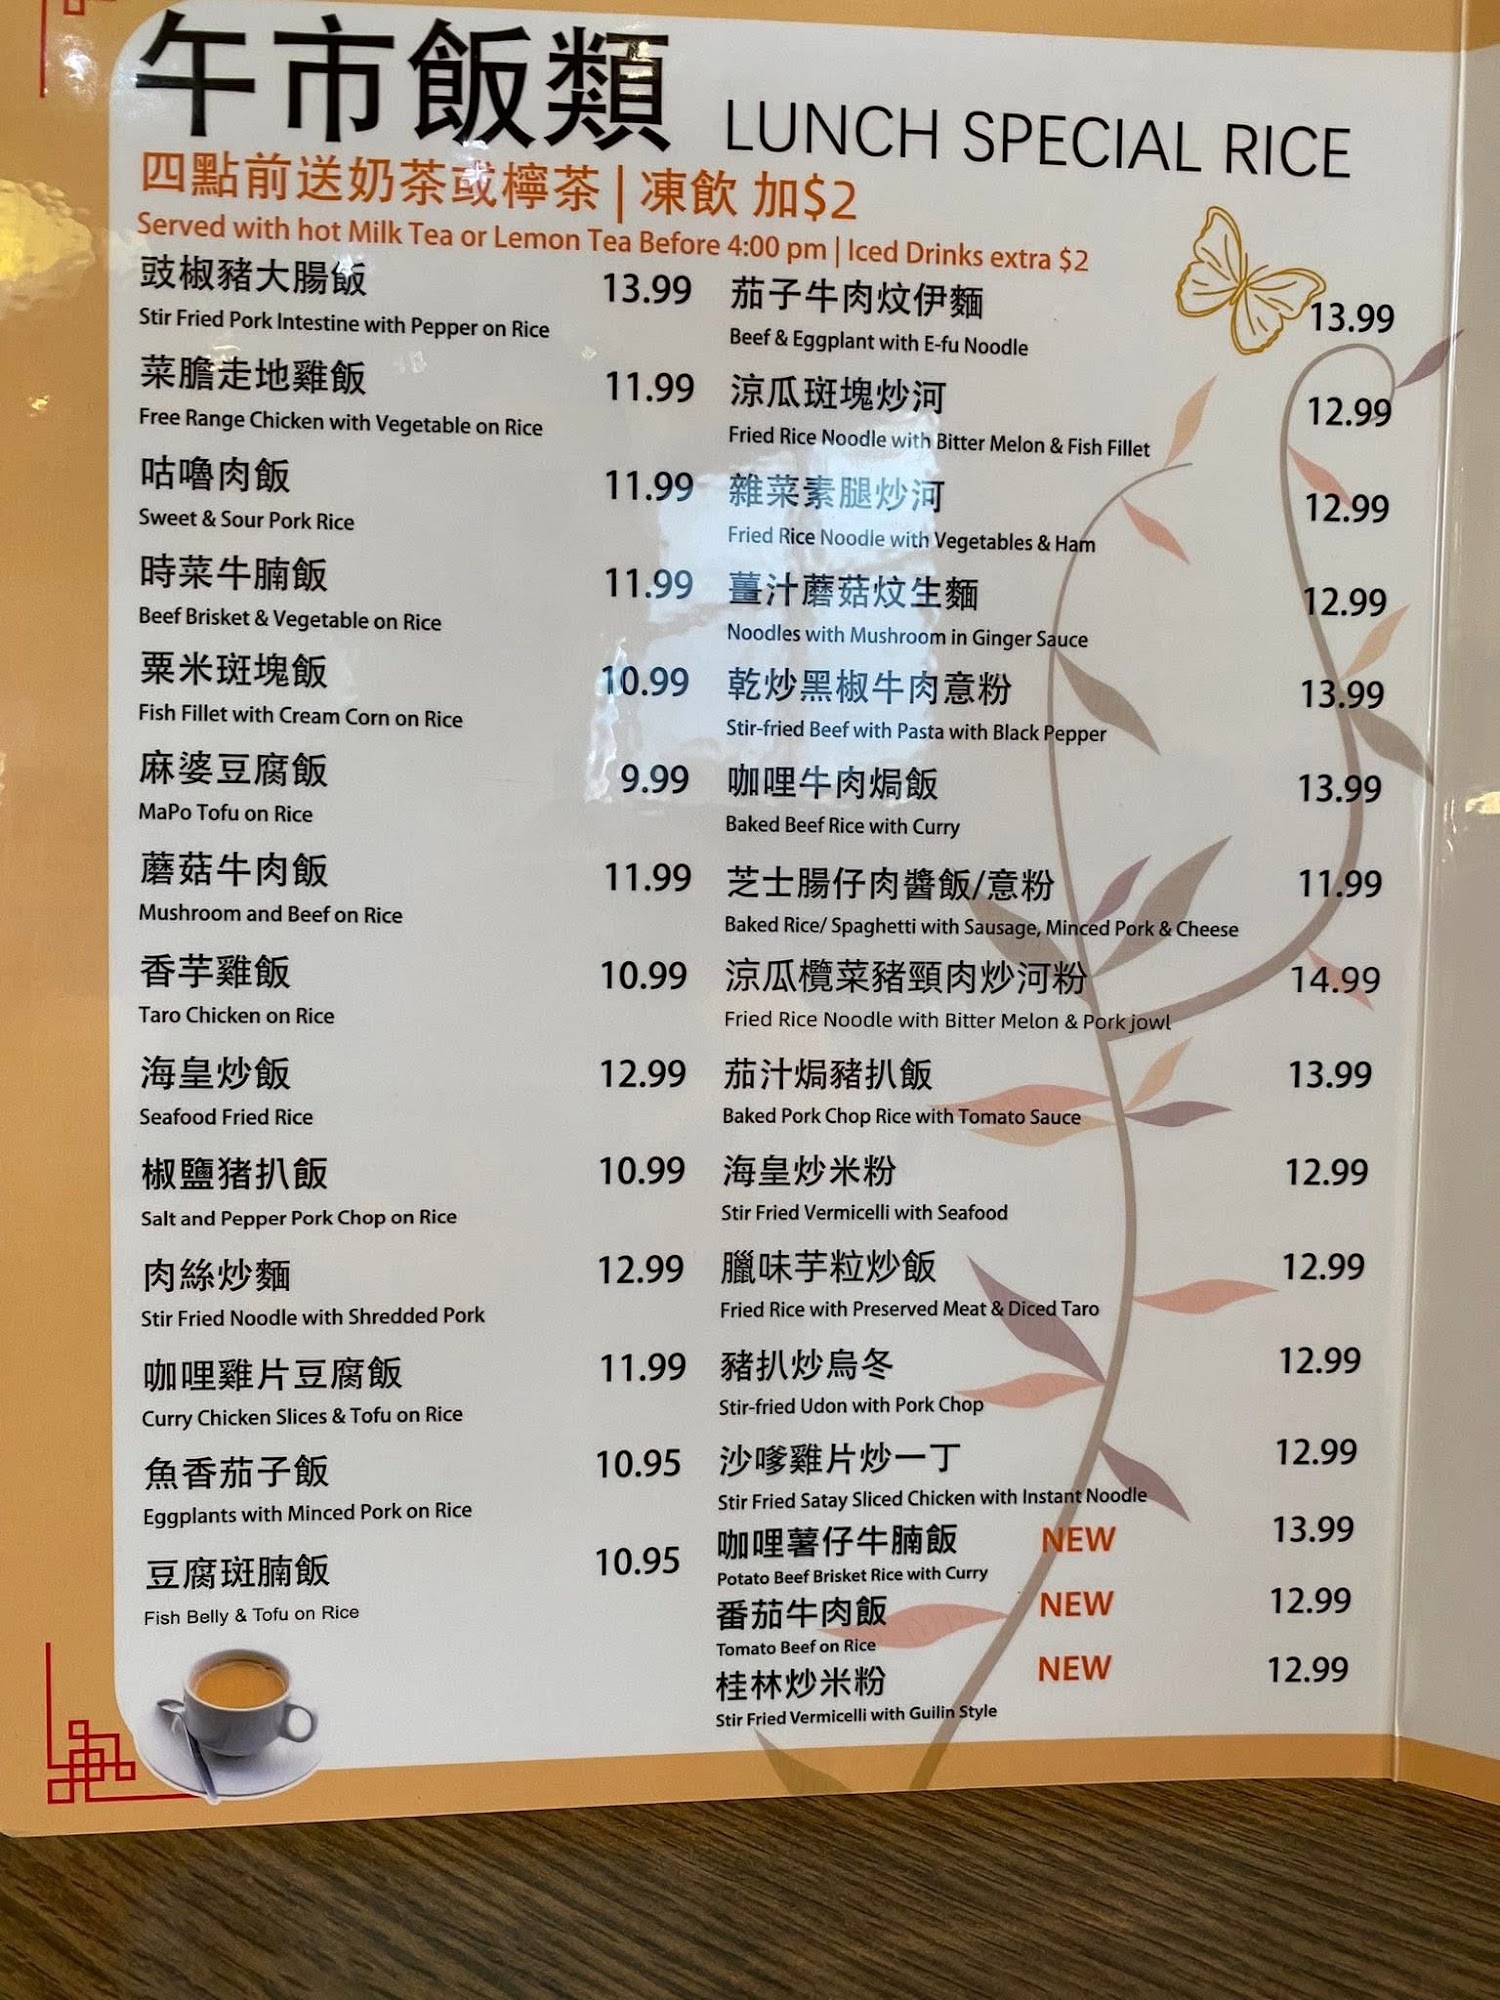 午市飯類 LUNCH SPECIAL RICE
四點前送奶茶或檸茶 | 凍飲 加$2
Served with hot Milk Tea or Lemon Tea Before 4:00 pm | Iced Drinks extra $2
豉椒豬大腸飯 13.99
Stir Fried Pork Intestine with Pepper on Rice
菜膽走地雞飯 11.99
Free Range Chicken with Vegetable on Rice
咕嚕肉飯 11.99
Sweet & Sour Pork Rice
時菜牛腩飯 11.99
Beef Brisket & Vegetable on Rice
粟米斑塊飯 10.99
Fish Fillet with Cream Corn on Rice
麻婆豆腐飯 9.99
MaPo Tofu on Rice
蘑菇牛肉飯 11.99
Mushroom and Beef on Rice
香芋雞飯 10.99
Taro Chicken on Rice
海皇炒飯 12.99
Seafood Fried Rice
椒鹽猪扒飯 10.99
Salt and Pepper Pork Chop on Rice
肉絲炒麵 12.99
Stir Fried Noodle with Shredded Pork
咖哩雞片豆腐飯 11.99
Curry Chicken Slices & Tofu on Rice
魚香茄子飯 10.95
Eggplants with Minced Pork on Rice
豆腐斑腩飯 10.95
Fish Belly & Tofu on Rice
茄子牛肉炆伊麵 13.99
Beef & Eggplant with E-fu Noodle
涼瓜斑塊炒河 12.99
Fried Rice Noodle with Bitter Melon & Fish Fillet
雜菜素腿炒河 12.99
Fried Rice Noodle with Vegetables & Ham
薑汁蘑菇炆生麵 12.99
Noodles with Mushroom in Ginger Sauce
乾炒黑椒牛肉意粉 13.99
Stir-fried Beef with Pasta with Black Pepper
咖哩牛肉焗飯 13.99
Baked Beef Rice with Curry
芝士腸仔肉醬飯/意粉 11.99
Baked Rice/ Spaghetti with Sausage, Minced Pork & Cheese
涼瓜欖菜豬頸肉炒河粉 14.99
Fried Rice Noodle with Bitter Melon & Pork jowl
茄汁焗豬扒飯 13.99
Baked Pork Chop Rice with Tomato Sauce
海皇炒米粉 12.99
Stir Fried Vermicelli with Seafood
臘味芋粒炒飯 12.99
Fried Rice with Preserved Meat & Diced Taro
豬扒炒烏冬 12.99
Stir-fried Udon with Pork Chop
沙嗲雞片炒一丁 12.99
Stir Fried Satay Sliced Chicken with Instant Noodle
咖哩薯仔牛腩飯 NEW 13.99
Potato Beef Brisket Rice with Curry
番茄牛肉飯 NEW 12.99
Tomato Beef on Rice
桂林炒米粉 NEW 12.99
Stir Fried Vermicelli with Guilin Style